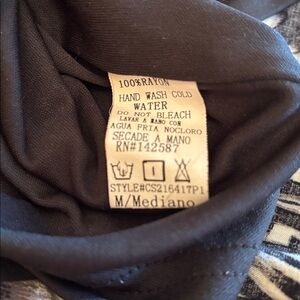 100%RAYON
HAND WASH COLD
WATER
DO NOT BLEACH
LAVAR A MANO CON
AGUA FRIA NOCLORO
SECADE A MANO
RN#142587
STYLE#CS216417P1
M/Mediano